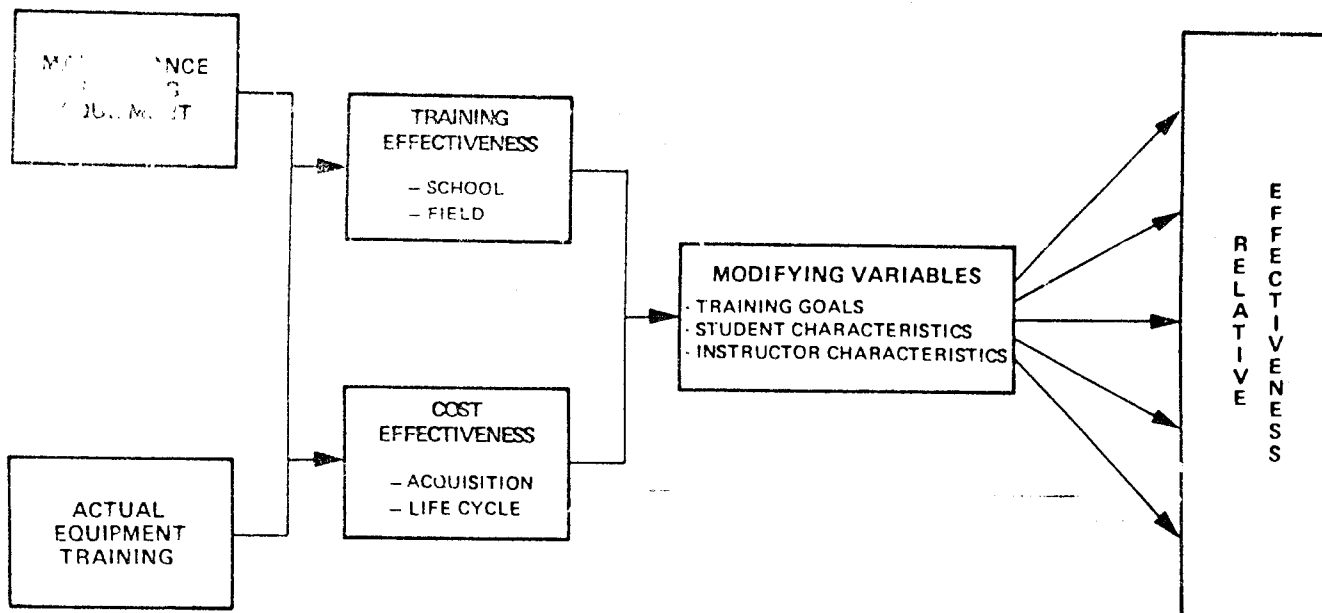 TRAINING
EFFECTIVENESS
– SCHOOL
– FIELD
COST
EFFECTIVENESS
– ACQUISITION
– LIFE CYCLE
ACTUAL
EQUIPMENT
TRAINING
MODIFYING VARIABLES
· TRAINING GOALS
· STUDENT CHARACTERISTICS
· INSTRUCTOR CHARACTERISTICS
RELATIVE
EFFECTIVENESS